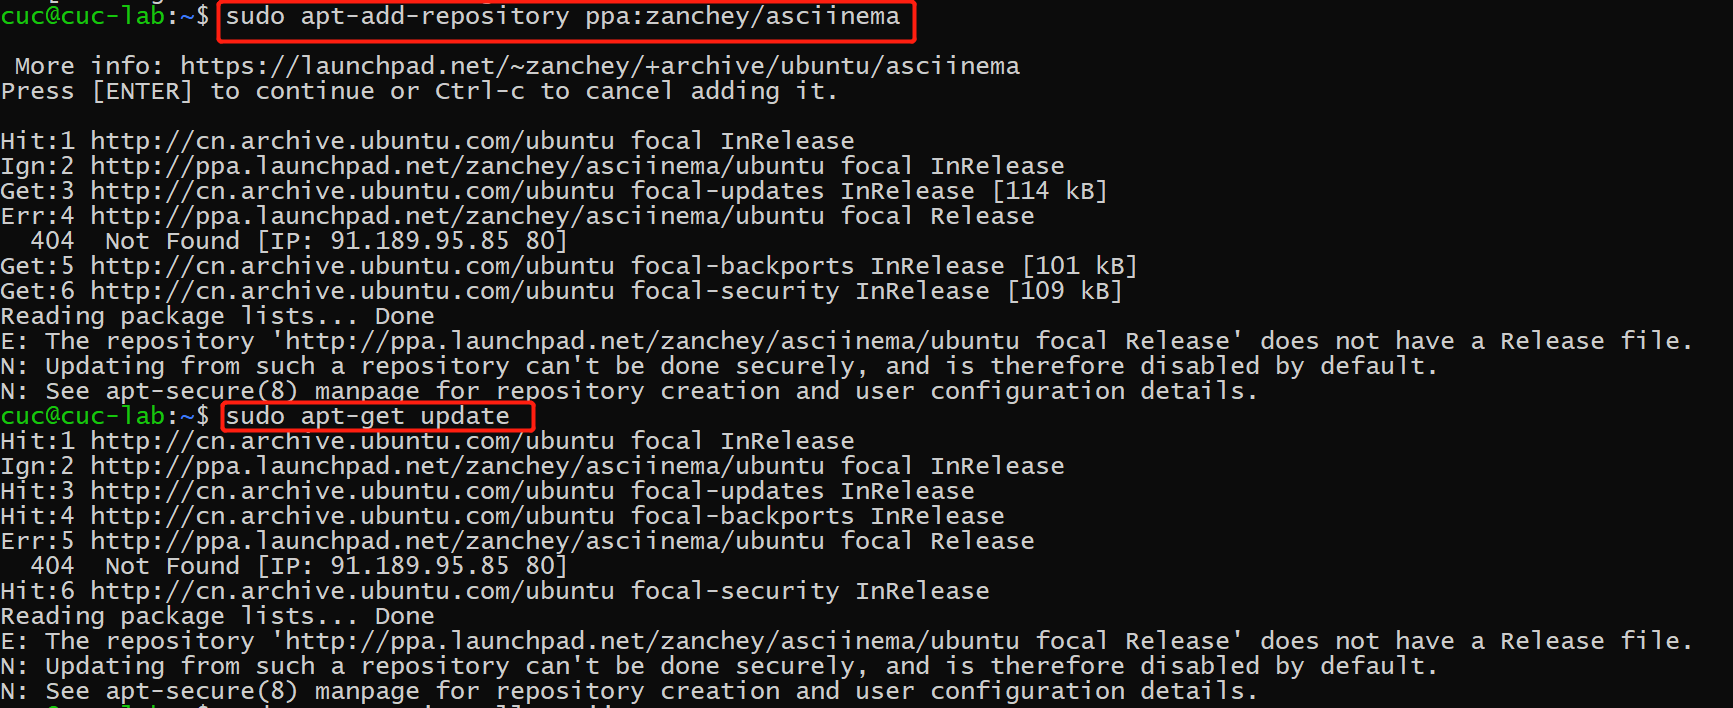 cuc@cuc-lab:~$ sudo apt-add-repository ppa:zanchey/asciinema
 More info: https://launchpad.net/~zanchey/+archive/ubuntu/asciinema
Press [ENTER] to continue or Ctrl-c to cancel adding it.
Hit:1 http://cn.archive.ubuntu.com/ubuntu focal InRelease
Ign:2 http://ppa.launchpad.net/zanchey/asciinema/ubuntu focal InRelease
Get:3 http://cn.archive.ubuntu.com/ubuntu focal-updates InRelease [114 kB]
Err:4 http://ppa.launchpad.net/zanchey/asciinema/ubuntu focal Release
  404  Not Found [IP: 91.189.95.85 80]
Get:5 http://cn.archive.ubuntu.com/ubuntu focal-backports InRelease [101 kB]
Get:6 http://cn.archive.ubuntu.com/ubuntu focal-security InRelease [109 kB]
Reading package lists... Done
E: The repository 'http://ppa.launchpad.net/zanchey/asciinema/ubuntu focal Release' does not have a Release file.
N: Updating from such a repository can't be done securely, and is therefore disabled by default.
N: See apt-secure(8) manpage for repository creation and user configuration details.
cuc@cuc-lab:~$ sudo apt-get update
Hit:1 http://cn.archive.ubuntu.com/ubuntu focal InRelease
Ign:2 http://ppa.launchpad.net/zanchey/asciinema/ubuntu focal InRelease
Hit:3 http://cn.archive.ubuntu.com/ubuntu focal-updates InRelease
Hit:4 http://cn.archive.ubuntu.com/ubuntu focal-backports InRelease
Err:5 http://ppa.launchpad.net/zanchey/asciinema/ubuntu focal Release
  404  Not Found [IP: 91.189.95.85 80]
Hit:6 http://cn.archive.ubuntu.com/ubuntu focal-security InRelease
Reading package lists... Done
E: The repository 'http://ppa.launchpad.net/zanchey/asciinema/ubuntu focal Release' does not have a Release file.
N: Updating from such a repository can't be done securely, and is therefore disabled by default.
N: See apt-secure(8) manpage for repository creation and user configuration details.